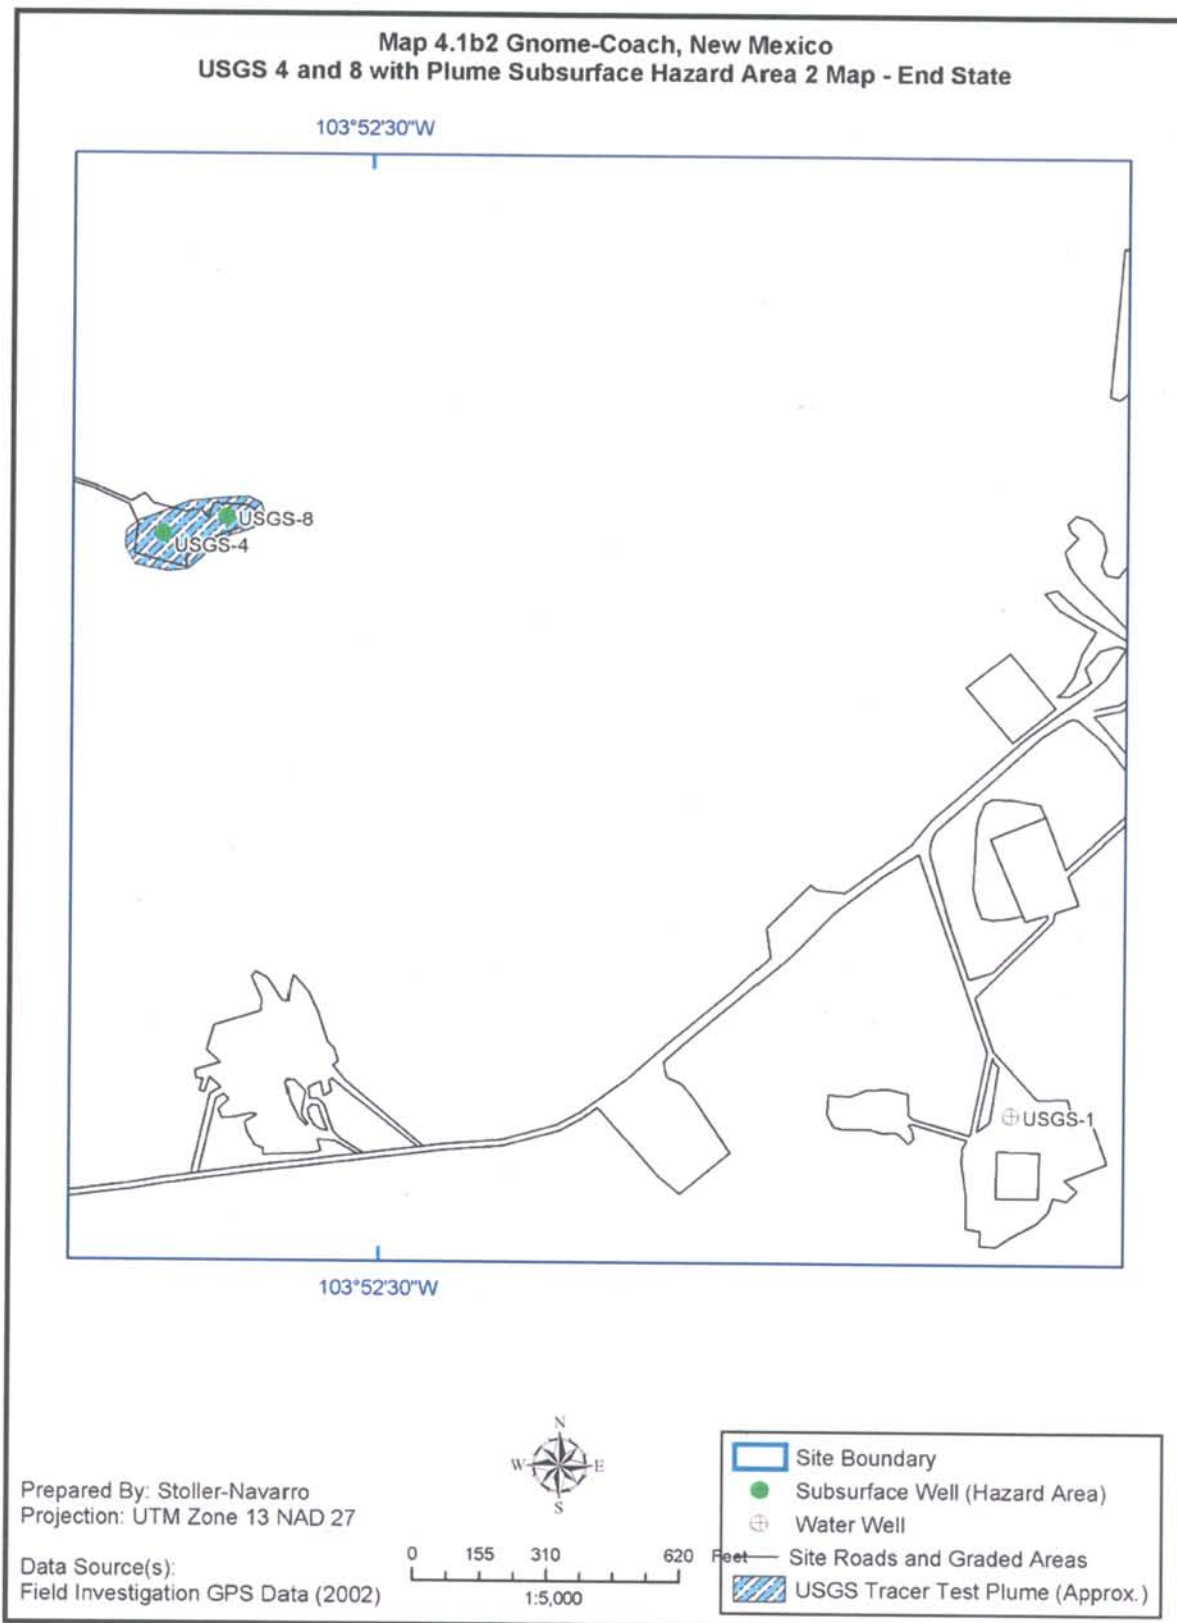 Map 4.1b2 Gnome-Coach, New Mexico
USGS 4 and 8 with Plume Subsurface Hazard Area 2 Map - End State
103°52'30"W
USGS-8
USGS-4
USGS-1
103°52'30"W
N
W E
S
Prepared By: Stoller-Navarro
Projection: UTM Zone 13 NAD 27
Data Source(s):
Field Investigation GPS Data (2002)
0 155 310 620 Feet
1:5,000
Site Boundary
Subsurface Well (Hazard Area)
Water Well
Site Roads and Graded Areas
USGS Tracer Test Plume (Approx.)